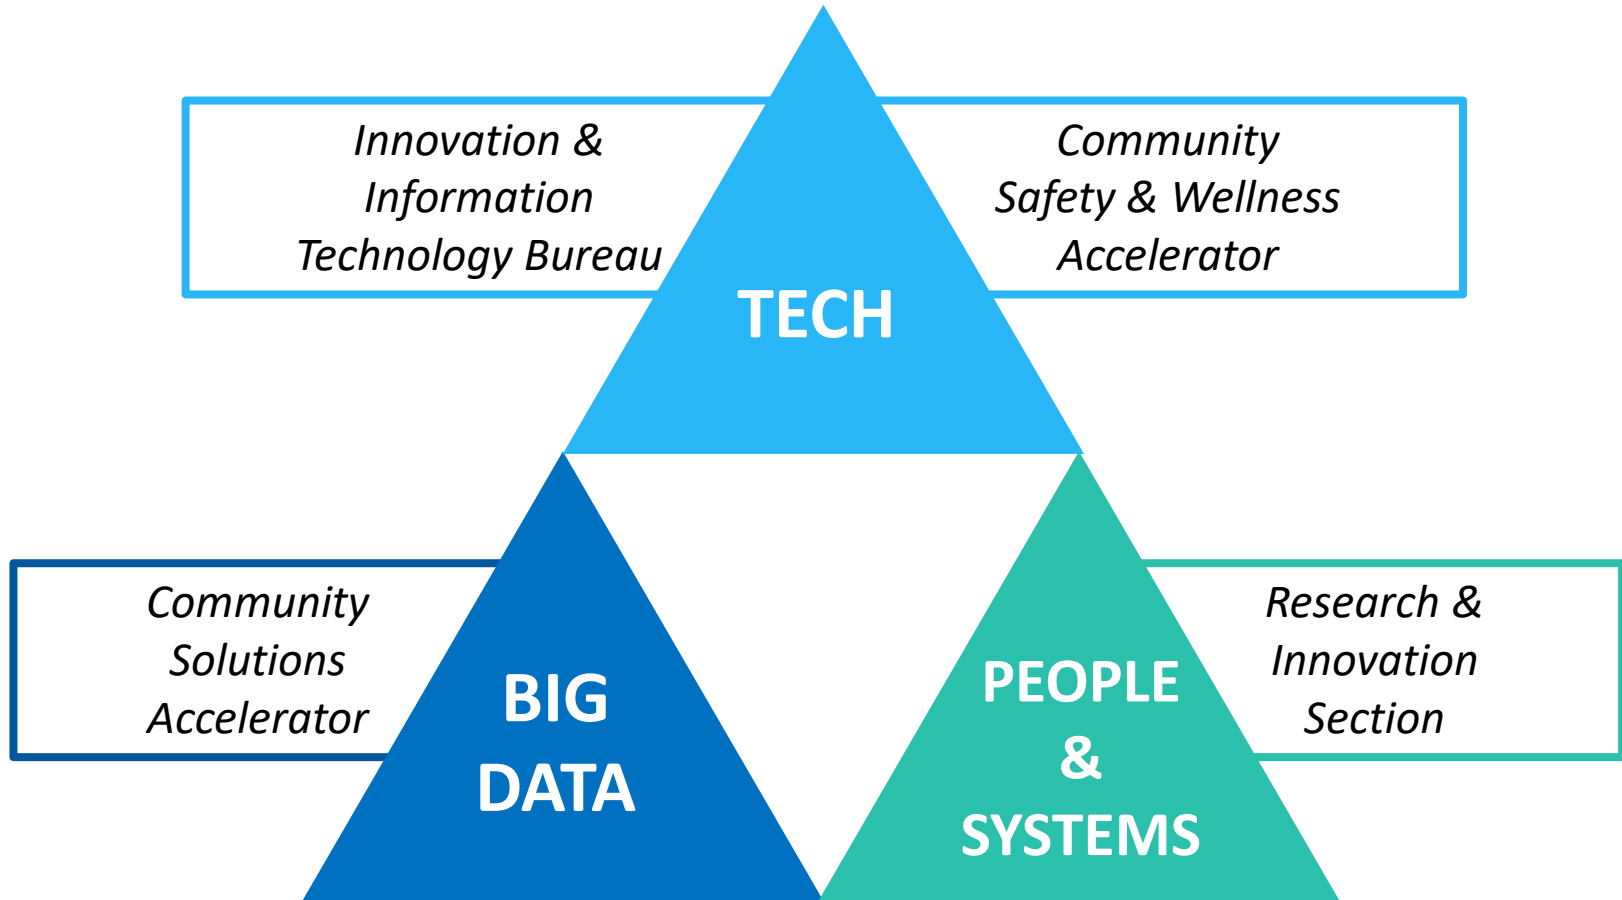 Innovation &
Information
Technology Bureau
Community
Safety & Wellness
Accelerator
TECH
Community
Solutions
Accelerator
BIG
DATA
PEOPLE
&
SYSTEMS
Research &
Innovation
Section